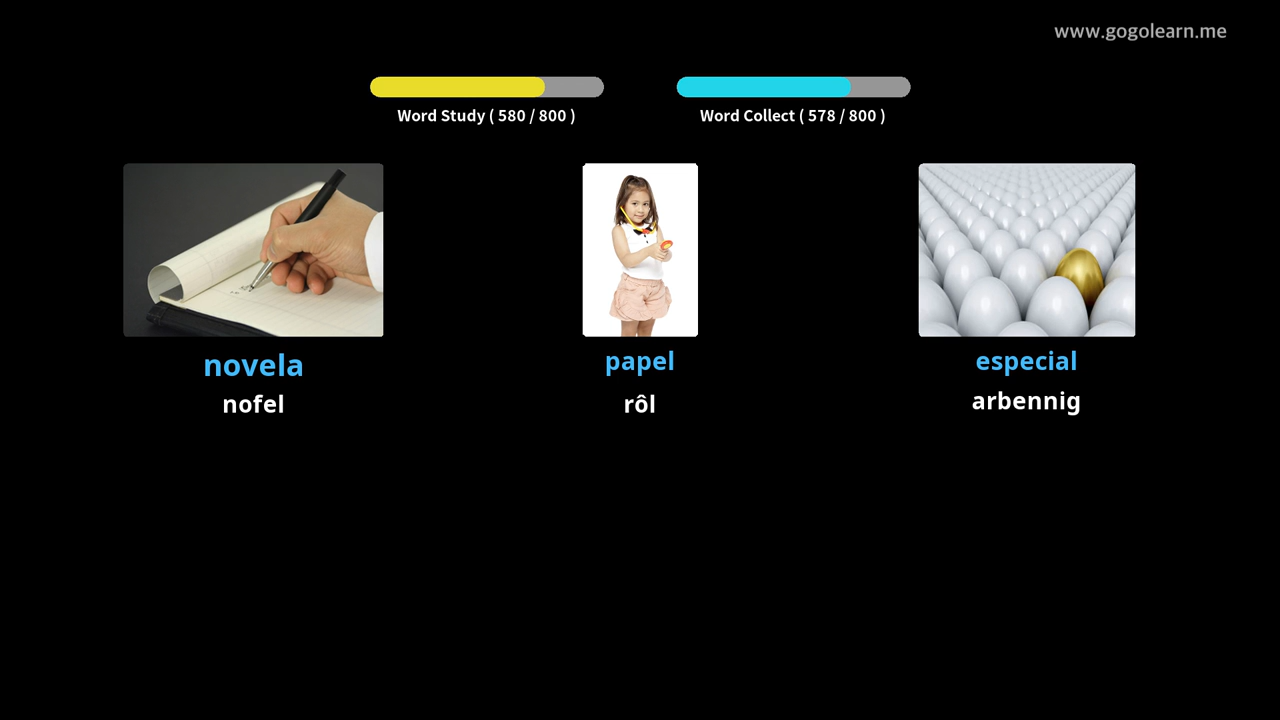 www.gogolearn.me
Word Study ( 580 / 800 )
Word Collect ( 578 / 800 )
novela
nofel
papel
rôl
especial
arbennig